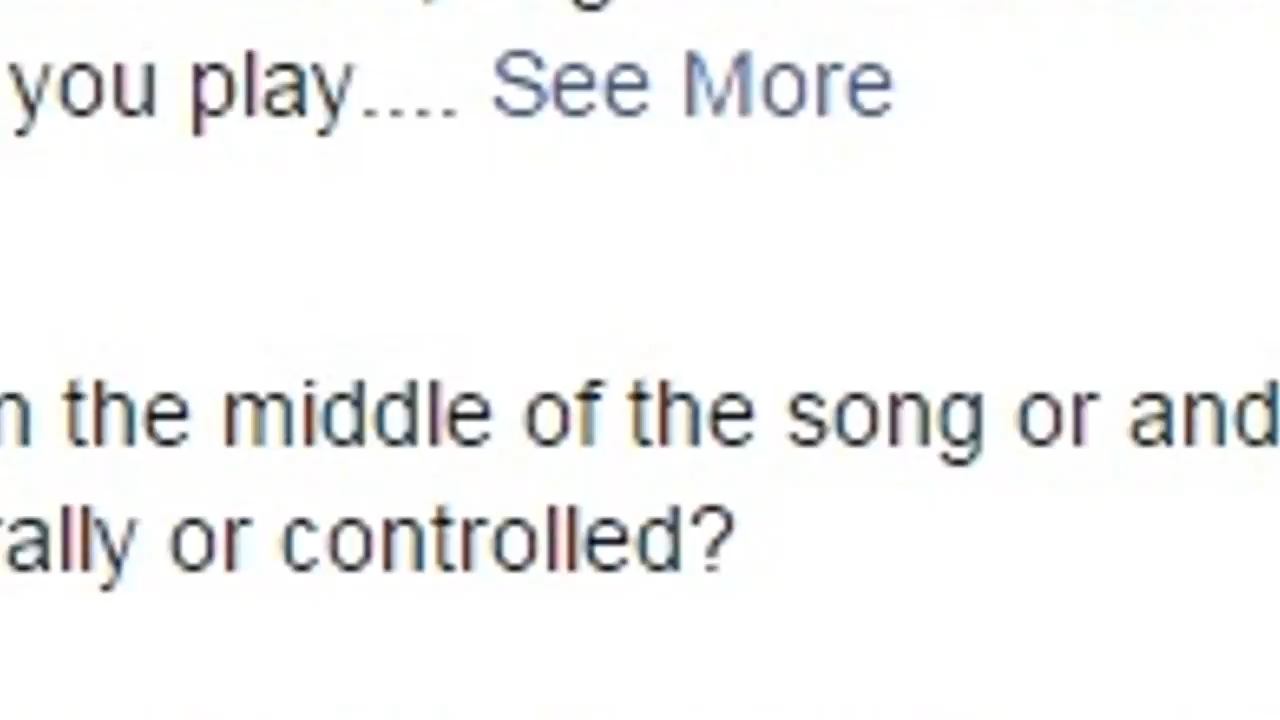 you play.... See More
the middle of the song or and
or controlled?